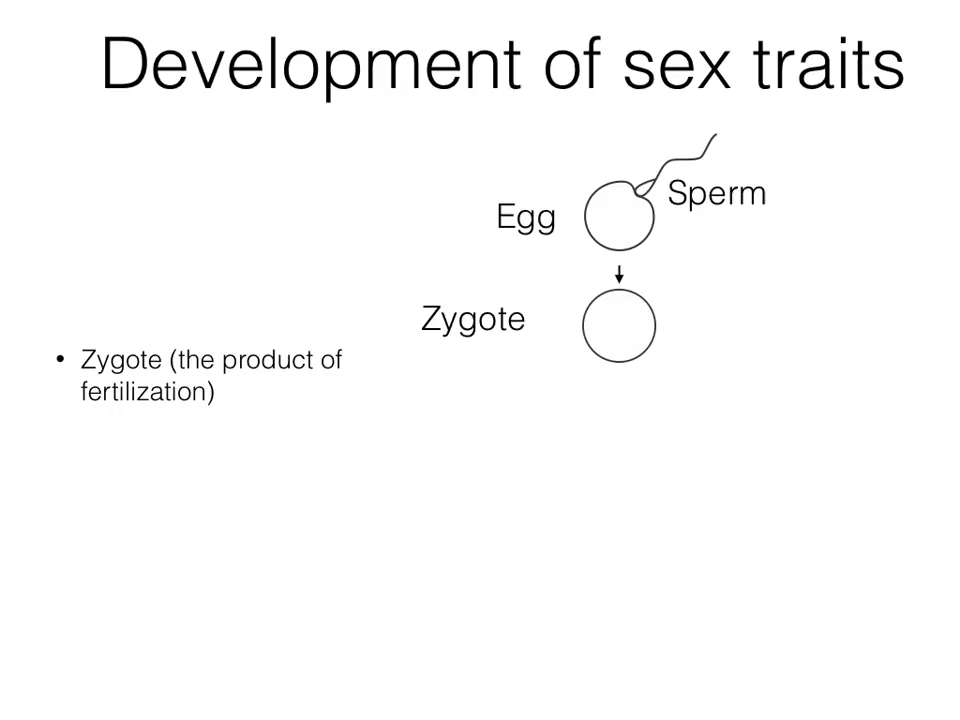 Development of sex traits
Sperm
Egg
Zygote
• Zygote (the product of
fertilization)